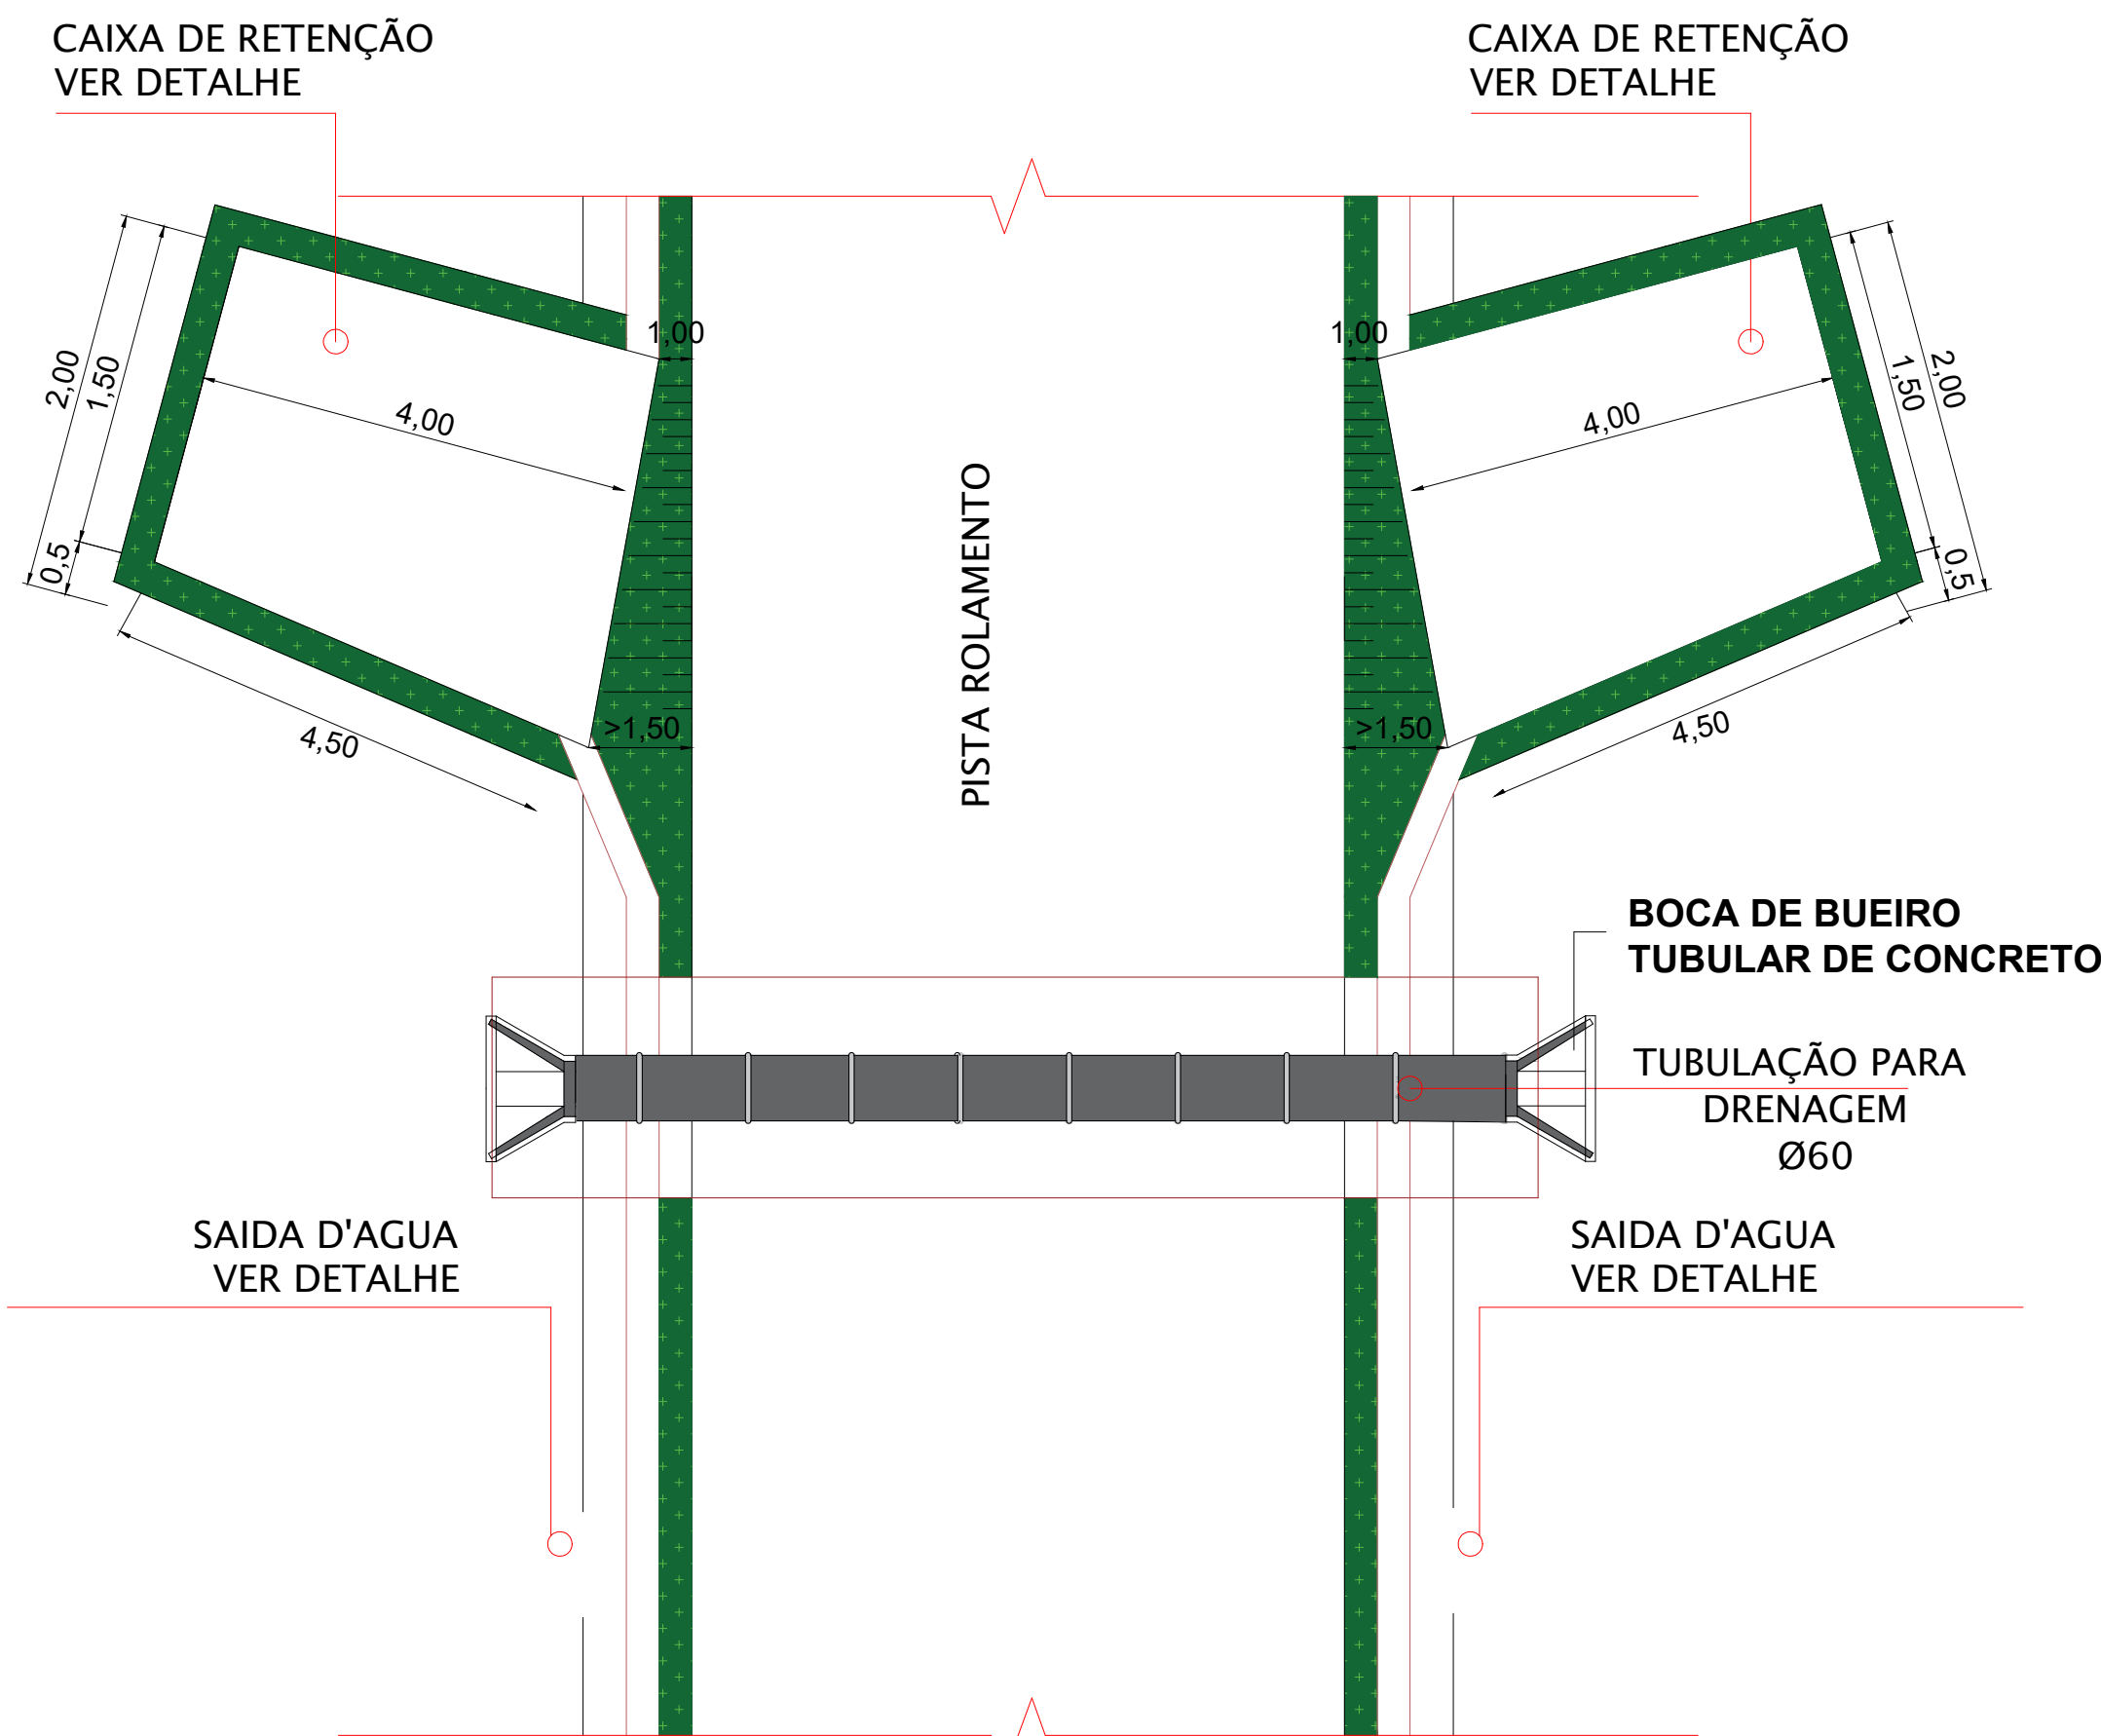 CAIXA DE RETENÇÃO
VER DETALHE
CAIXA DE RETENÇÃO
VER DETALHE
1,00
1,00
2,00
1,50
0,5
4,00
4,50
>1,50
PISTA ROLAMENTO
4,00
1,50
2,00
0,5
4,50
>1,50
BOCA DE BUEIRO
TUBULAR DE CONCRETO
TUBULAÇÃO PARA
DRENAGEM
Ø60
SAIDA D'AGUA
VER DETALHE
SAIDA D'AGUA
VER DETALHE